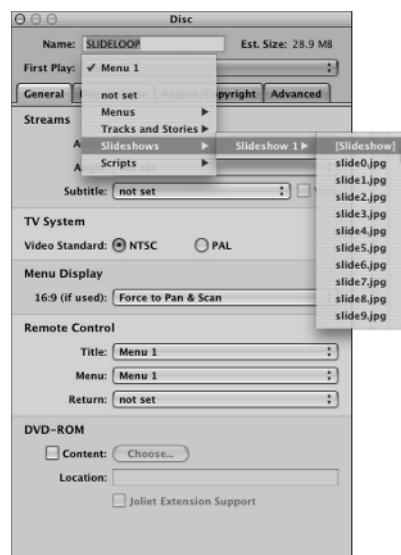 Disc
Name: SLIDELOOP Est. Size: 28.9 MB
First Play: ✓ Menu 1
General Region/Copyright Advanced
not set
Menus
Tracks and Stories
Slideshows
Scripts
Slideshow 1
[Slideshow]
slide0.jpg
slide1.jpg
slide2.jpg
slide3.jpg
slide4.jpg
slide5.jpg
slide6.jpg
slide7.jpg
slide8.jpg
slide9.jpg
Streams
Subtitle: not set
TV System
Video Standard: NTSC PAL
Menu Display
16:9 (if used): Force to Pan & Scan
Remote Control
Title: Menu 1
Menu: Menu 1
Return: not set
DVD-ROM
Content: Choose...
Location:
Joliet Extension Support